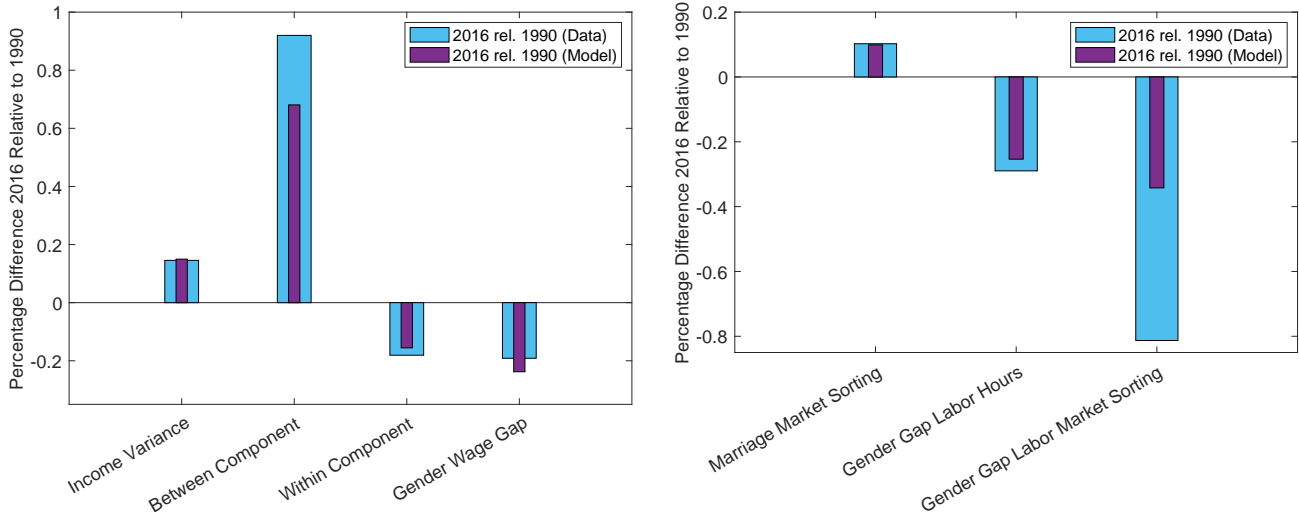 Percentage Difference 2016 Relative to 1990
1
0.8
0.6
0.4
0.2
0
-0.2
2016 rel. 1990 (Data)
2016 rel. 1990 (Model)
Income Variance
Between Component
Within Component
Gender Wage Gap
Percentage Difference 2016 Relative to 1990
0.2
0
-0.2
-0.4
-0.6
-0.8
2016 rel. 1990 (Data)
2016 rel. 1990 (Model)
Marriage Market Sorting
Gender Gap Labor Hours
Gender Gap Labor Market Sorting